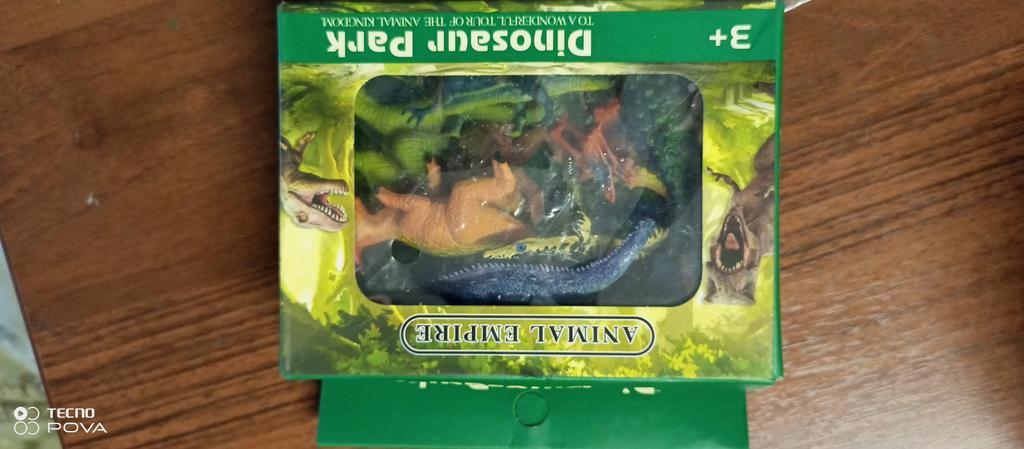 3+
Dinosaur Park
TO A WONDERFUL TOUR OF THE ANIMAL KINGDOM
ANIMAL EMPIRE
TECNO
POVA